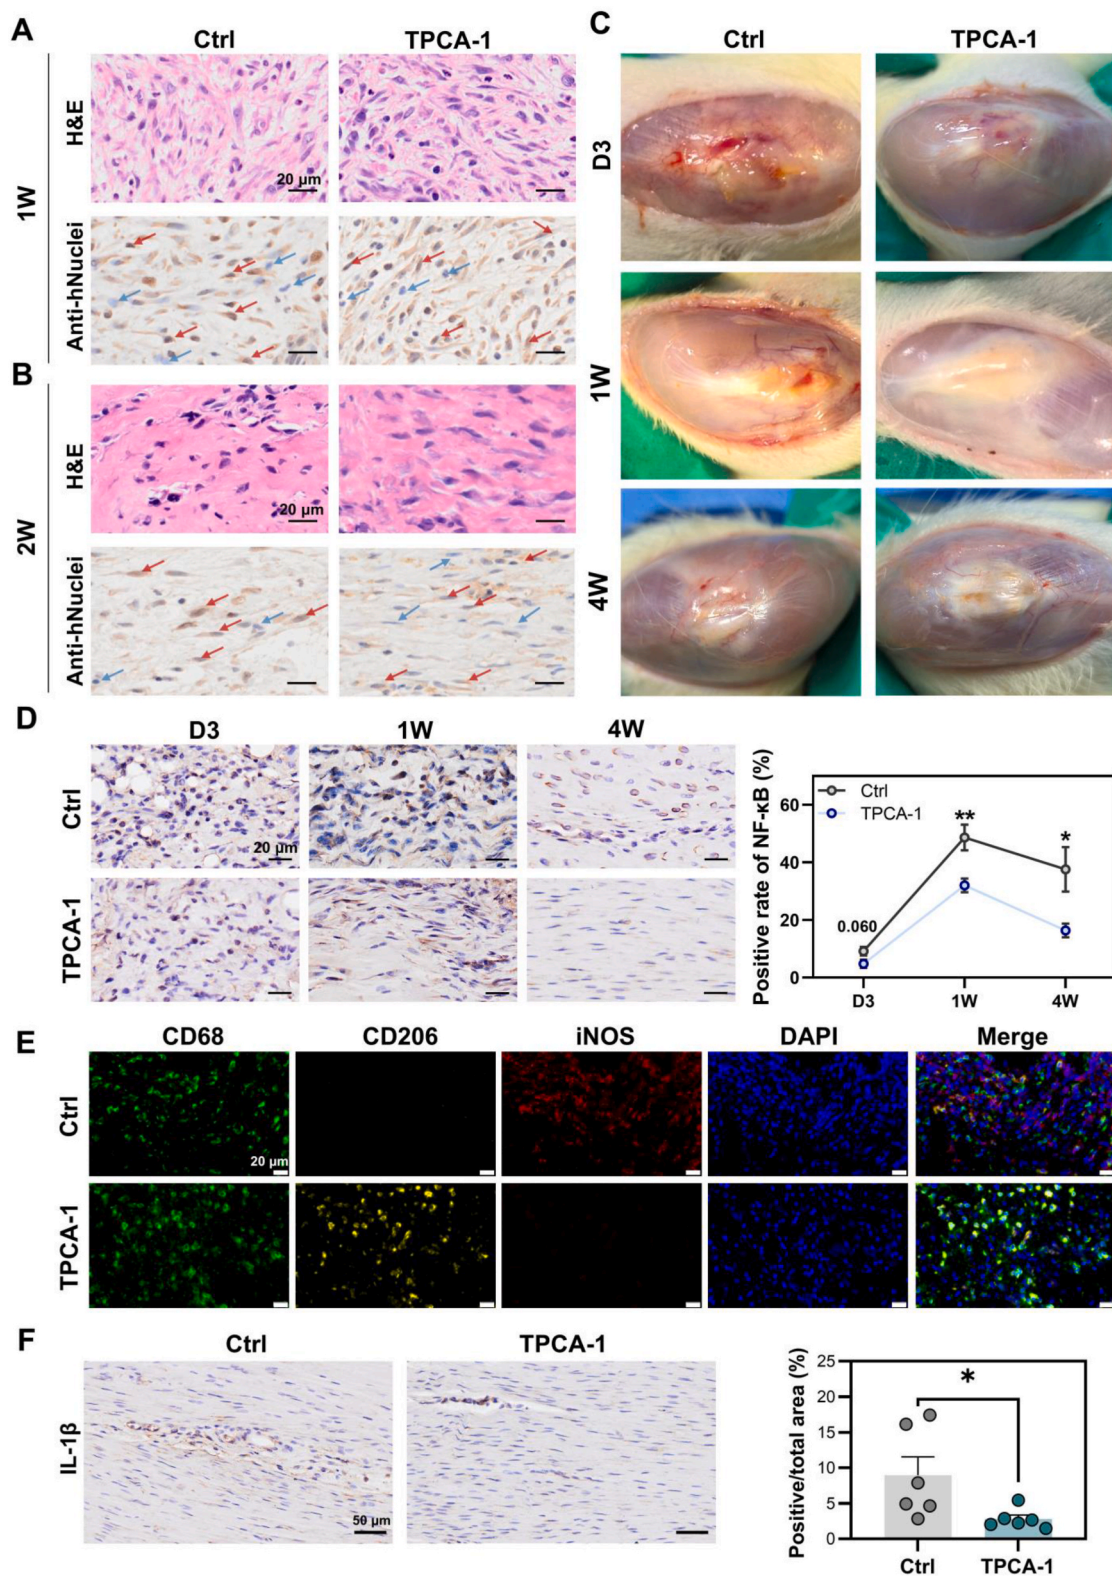 A
Ctrl
TPCA-1
1W
H&E
20 µm
Anti-hNuclei
B
2W
H&E
20 µm
Anti-hNuclei
C
Ctrl
TPCA-1
D3
1W
4W
D
D3
1W
4W
Ctrl
20 µm
TPCA-1
Positive rate of NF-κB (%)
60
40
20
0
Ctrl
TPCA-1
**
*
0.060
D3
1W
4W
E
CD68
CD206
iNOS
DAPI
Merge
Ctrl
20 µm
TPCA-1
F
Ctrl
TPCA-1
IL-1β
50 µm
Positive/total area (%)
25
20
15
10
5
0
*
Ctrl
TPCA-1